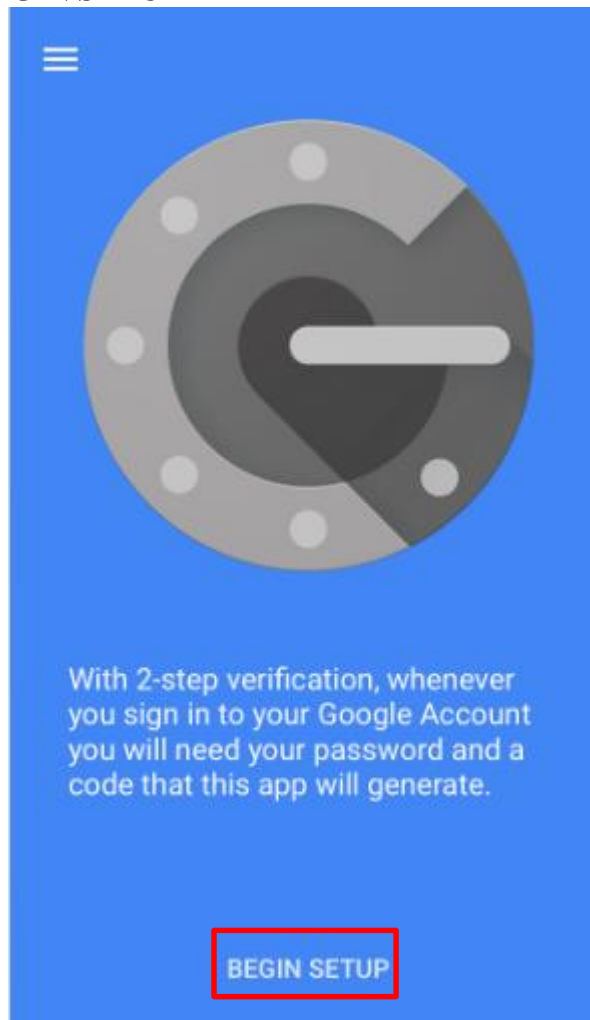 With 2-step verification, whenever
you sign in to your Google Account
you will need your password and a
code that this app will generate.
BEGIN SETUP